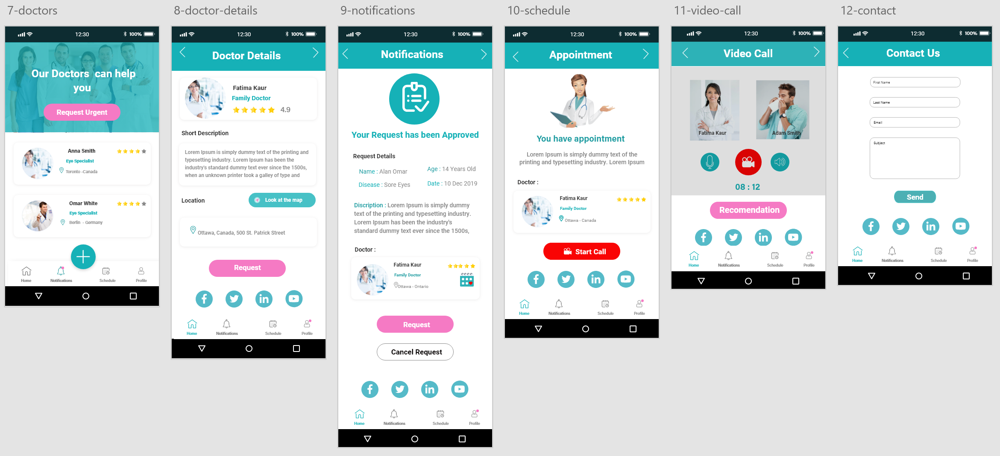 7-doctors
12:30
100%
Our Doctors can help
you
Request Urgent
Anna Smith
Eye Specialist
Toronto -Canada
Omar White
Eye Specialist
Berlin - Germany
Home
Notifications
Schedule
Profile
8-doctor-details
12:30
100%
Doctor Details
Fatima Kaur
Family Doctor
4.9
Short Description
Lorem Ipsum is simply dummy text of the printing and
typesetting industry. Lorem Ipsum has been the
industry's standard dummy text ever since the 1500s,
when an unknown printer took a galley of type and
Location
Look at the map
Ottawa, Canada, 500 St. Patrick Street
Request
Home
Notifications
Schedule
Profile
9-notifications
12:30
100%
Notifications
Your Request has been Approved
Request Details
Name : Alan Omar
Age : 14 Years Old
Disease : Sore Eyes
Date : 10 Dec 2019
Discription : Lorem Ipsum is simply dummy
text of the printing and typesetting industry.
Lorem Ipsum has been the industry's
standard dummy text ever since the 1500s,
Doctor :
Fatima Kaur
Family Doctor
Ottawa - Ontario
Request
Cancel Request
Home
Notifications
Schedule
Profile
10-schedule
12:30
100%
Appointment
You have appointment
Lorem Ipsum is simply dummy text of the
printing and typesetting industry. Lorem Ipsum
Doctor :
Fatima Kaur
Family Doctor
Ottawa - Canada
Start Call
Home
Notifications
Schedule
Profile
11-video-call
12:30
100%
Video Call
Fatima Kaur
Adam Smith
08 : 12
Recomendation
Home
Notifications
Schedule
Profile
12-contact
12:30
100%
Contact Us
First Name
Last Name
Email
Subject
Send
Home
Notifications
Schedule
Profile